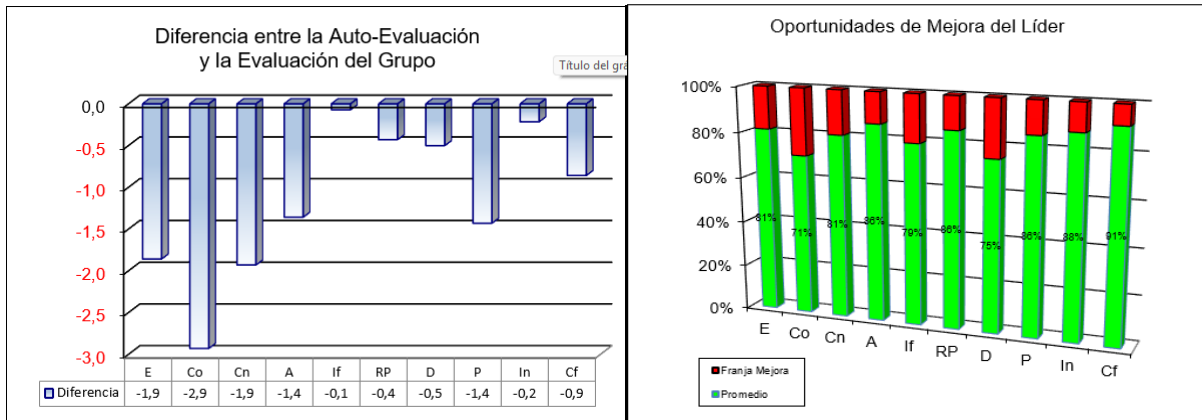 Diferencia entre la Auto-Evaluación
y la Evaluación del Grupo
Título del grá
0,0
-0,5
-1,0
-1,5
-2,0
-2,5
-3,0
E Co Cn A If RP D P In Cf
Diferencia -1,9 -2,9 -1,9 -1,4 -0,1 -0,4 -0,5 -1,4 -0,2 -0,9
Oportunidades de Mejora del Líder
100%
80%
60%
40%
20%
0%
81% 71% 81% 86% 79% 86% 75% 86% 88% 91%
E Co Cn A If RP D P In Cf
Franja Mejora
Promedio